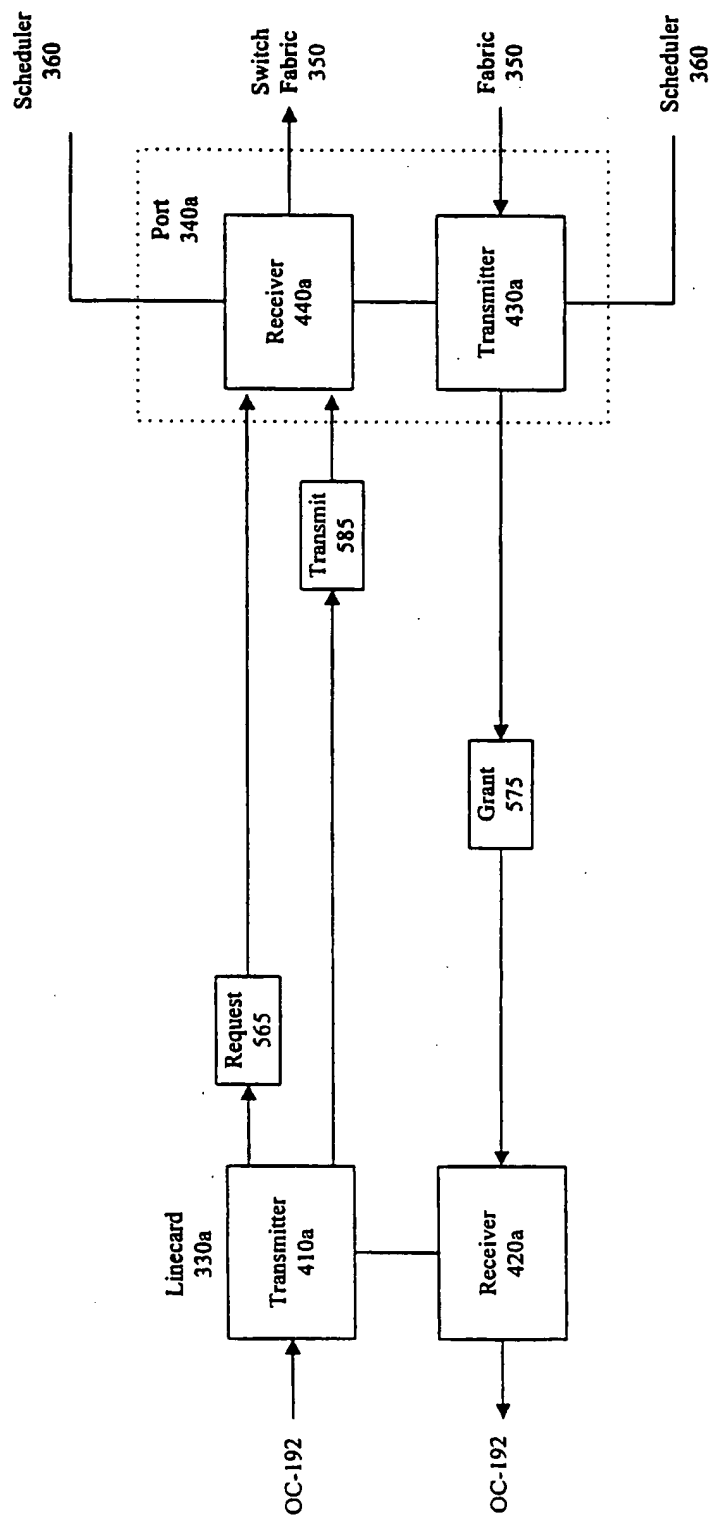 Scheduler
360
Switch
Fabric
350
Fabric
350
Scheduler
360
Port
340a
Receiver
440a
Transmitter
430a
Transmit
585
Grant
575
Request
565
Linecard
330a
Transmitter
410a
Receiver
420a
OC-192
OC-192